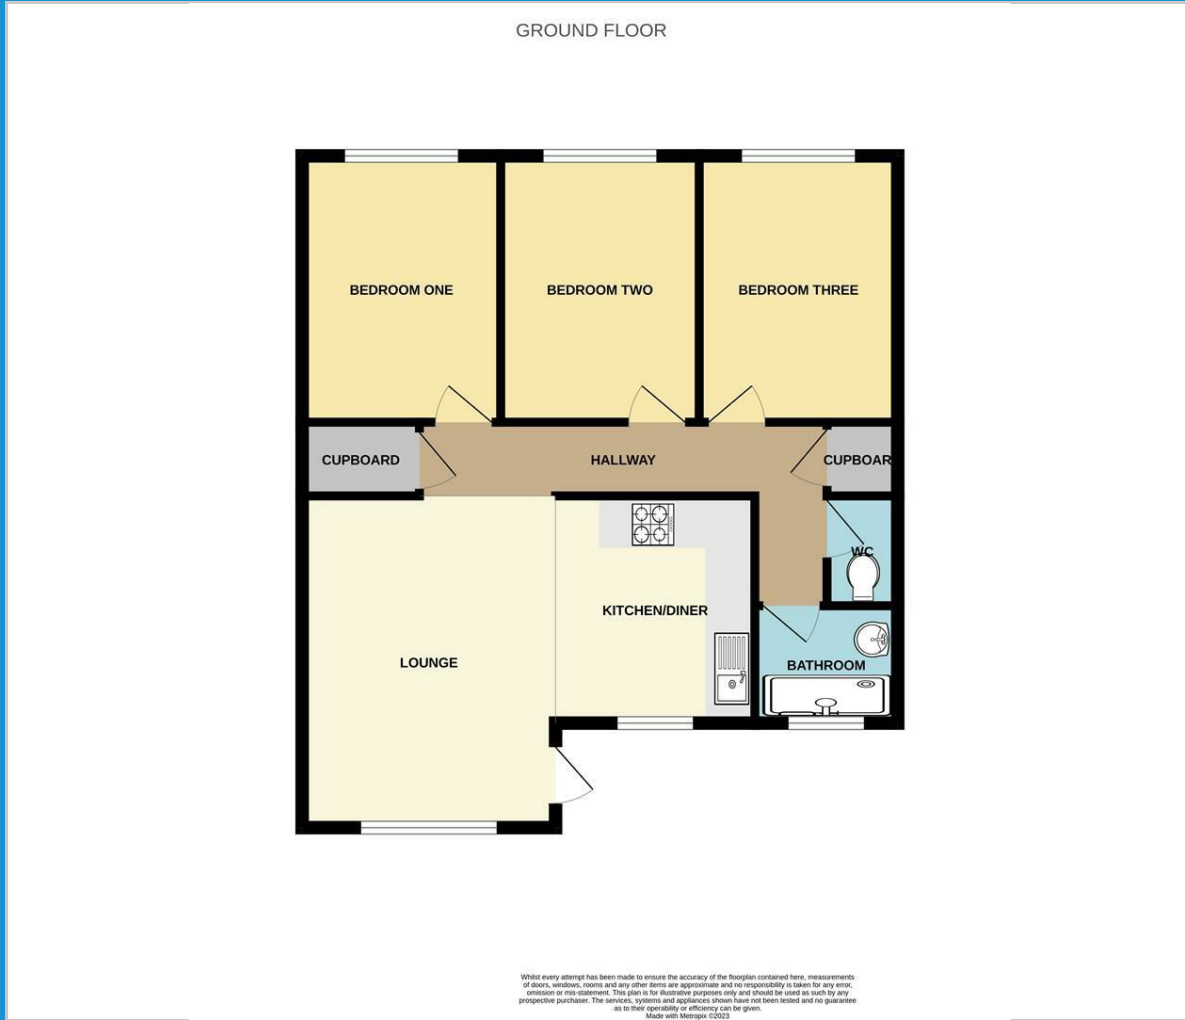 GROUND FLOOR
BEDROOM ONE
BEDROOM TWO
BEDROOM THREE
CUPBOARD
HALLWAY
CUPBOAR
WC
KITCHEN/DINER
LOUNGE
BATHROOM
Whilst every attempt has been made to ensure the accuracy of the floorplan contained here, measurements
of doors, windows, rooms and any other items are approximate and no responsibility is taken for any error,
omission or mis-statement. This plan is for illustrative purposes only and should be used as such by any
prospective purchaser. The services, systems and appliances shown have not been tested and no guarantee
as to their operability or efficiency can be given.
Made with Metropix ©2023